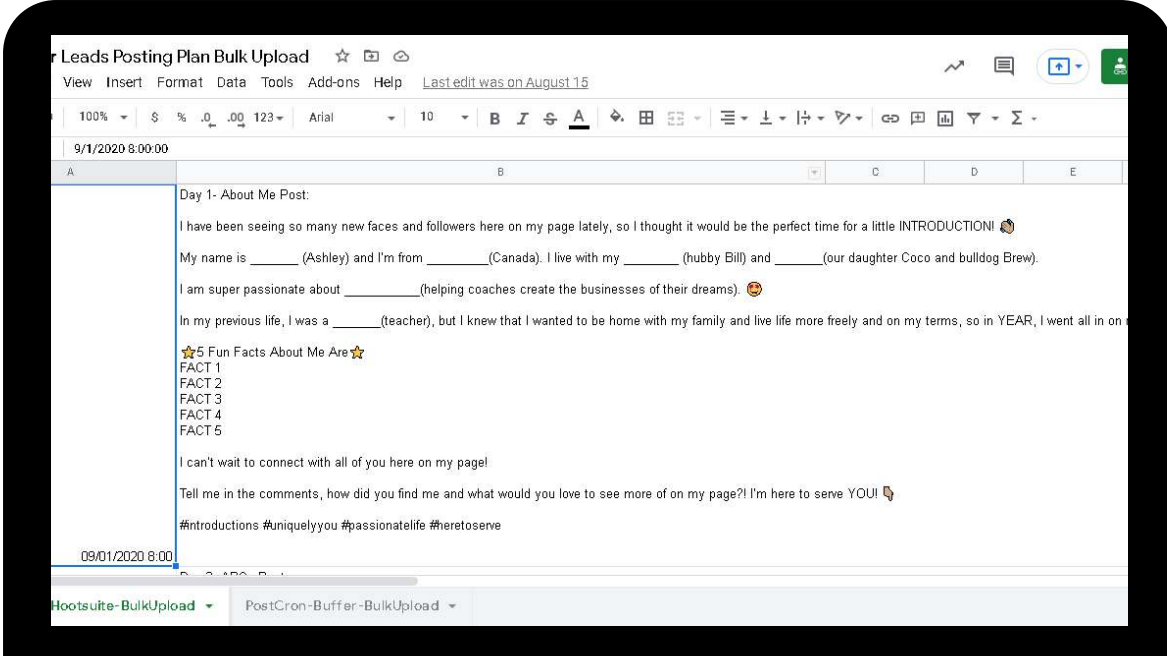 r Leads Posting Plan Bulk Upload
View Insert Format Data Tools Add-ons Help Last edit was on August 15
100% $ % .0 .00 123 Arial 10 B I S A
9/1/2020 8:00:00
A B C D E
Day 1- About Me Post:
I have been seeing so many new faces and followers here on my page lately, so I thought it would be the perfect time for a little INTRODUCTION! 👋🏼
My name is _______ (Ashley) and I'm from _________(Canada). I live with my ________ (hubby Bill) and _______(our daughter Coco and bulldog Brew).
I am super passionate about ___________(helping coaches create the businesses of their dreams). 😍
In my previous life, I was a _______(teacher), but I knew that I wanted to be home with my family and live life more freely and on my terms, so in YEAR, I went all in on
⭐5 Fun Facts About Me Are⭐
FACT 1
FACT 2
FACT 3
FACT 4
FACT 5
I can't wait to connect with all of you here on my page!
Tell me in the comments, how did you find me and what would you love to see more of on my page?! I'm here to serve YOU! 👇🏼
#introductions #uniquelyyou #passionatelife #heretoserve
09/01/2020 8:00
Hootsuite-BulkUpload PostCron-Buffer-BulkUpload